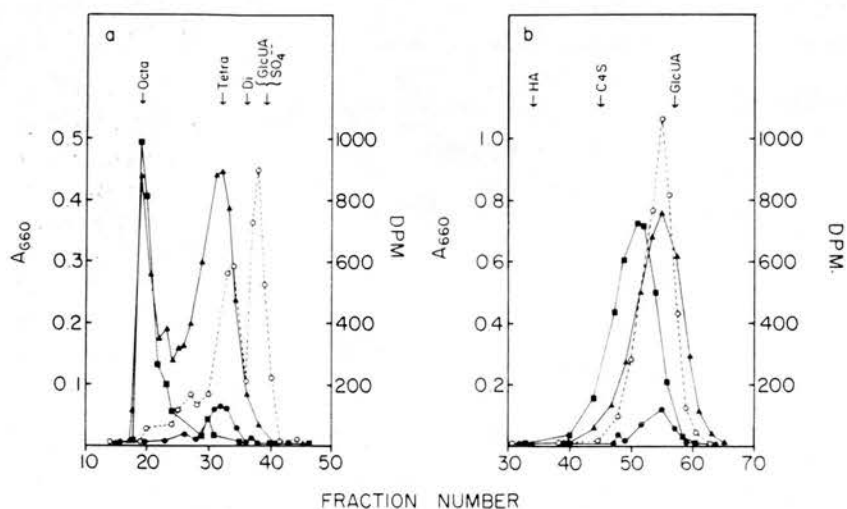 a
← Octa
← Tetra
← Di
← {GlcUA
SO4--
A660
0.5
0.4
0.3
0.2
0.1
DPM
1000
800
600
400
200
10 20 30 40 50
b
← HA
← C4S
← GlcUA
A660
1.0
0.8
0.6
0.4
0.2
DPM.
1000
800
600
400
200
30 40 50 60 70
FRACTION NUMBER